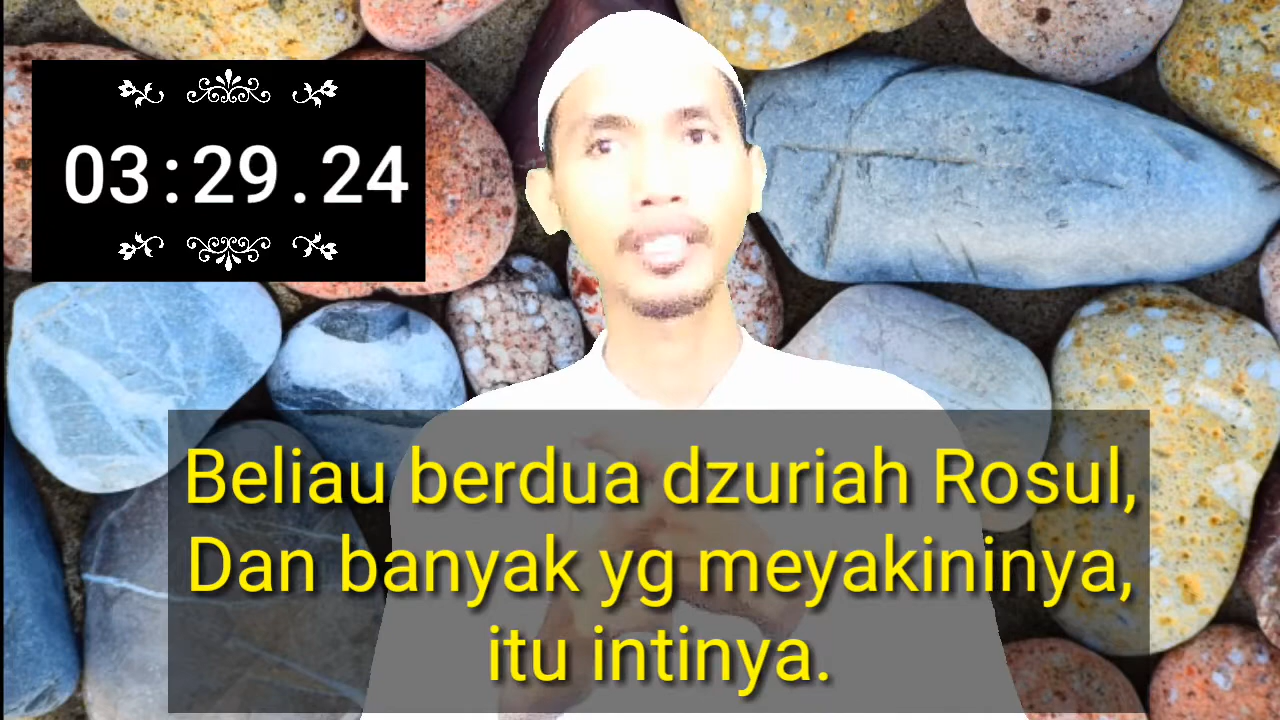 03:29.24
Beliau berdua dzuriah Rosul,
Dan banyak yg meyakininya,
itu intinya.